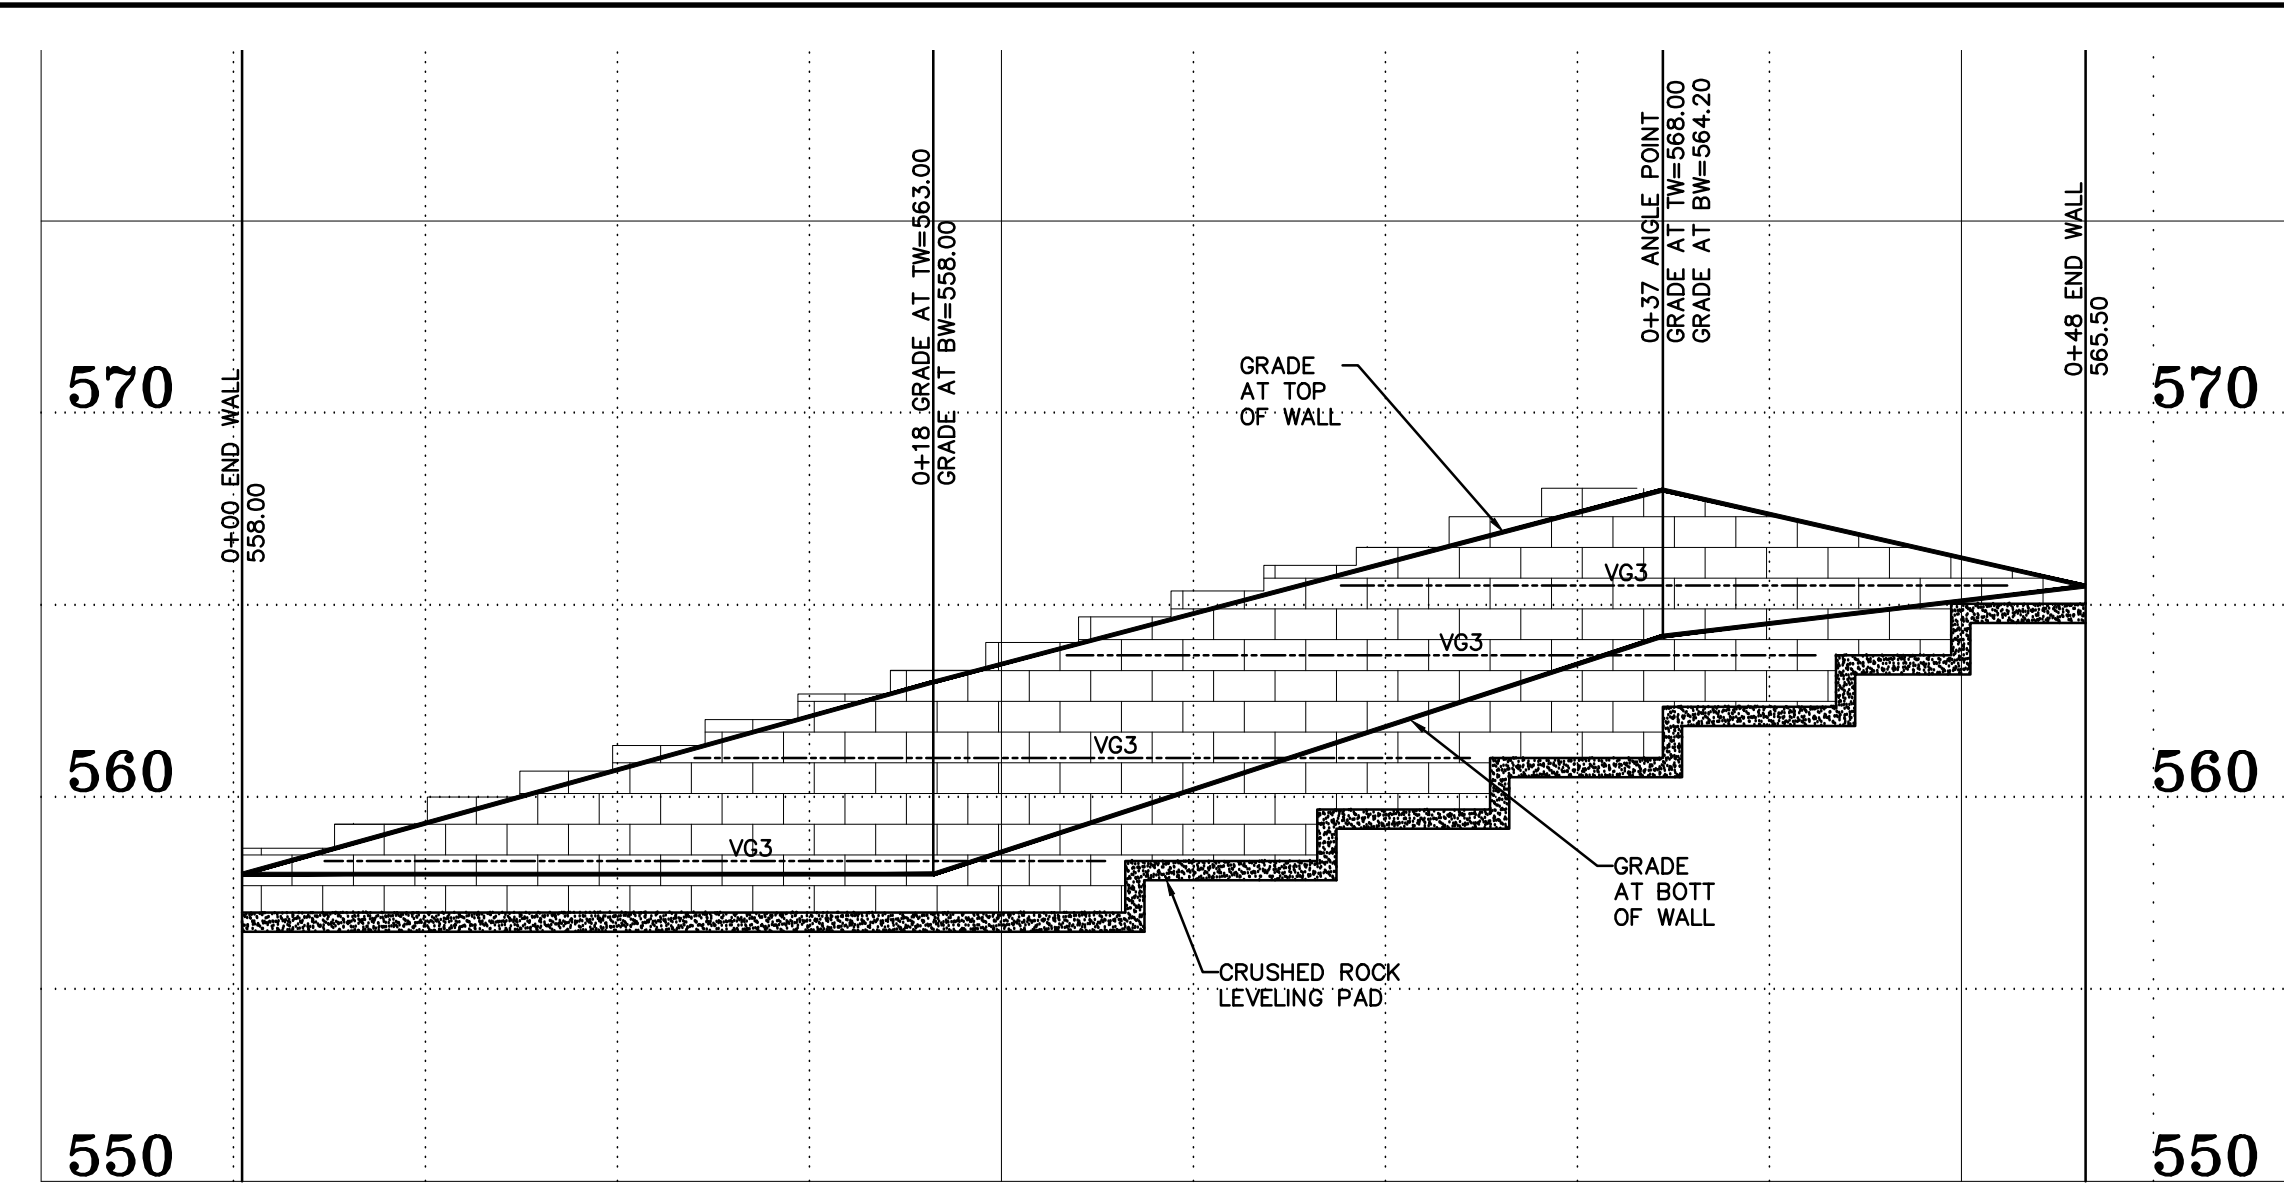 0+00 END WALL
558.00
0+18 GRADE AT TW=563.00
GRADE AT BW=558.00
0+37 ANGLE POINT
GRADE AT TW=568.00
GRADE AT BW=564.20
0+48 END WALL
565.50
570
570
GRADE
AT TOP
OF WALL
VG3
VG3
VG3
VG3
560
560
GRADE
AT BOTT
OF WALL
CRUSHED ROCK
LEVELING PAD
550
550